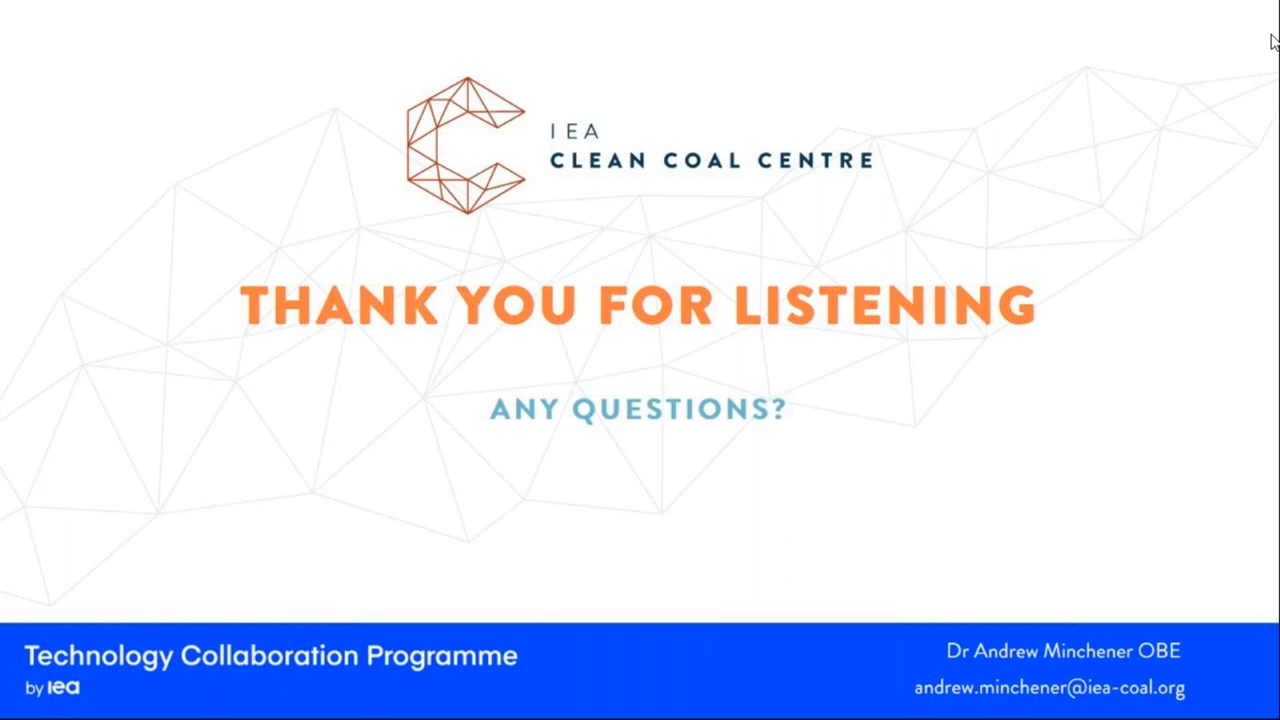 IEA
CLEAN COAL CENTRE
THANK YOU FOR LISTENING
ANY QUESTIONS?
Technology Collaboration Programme
by iea
Dr Andrew Minchener OBE
andrew.minchener@iea-coal.org